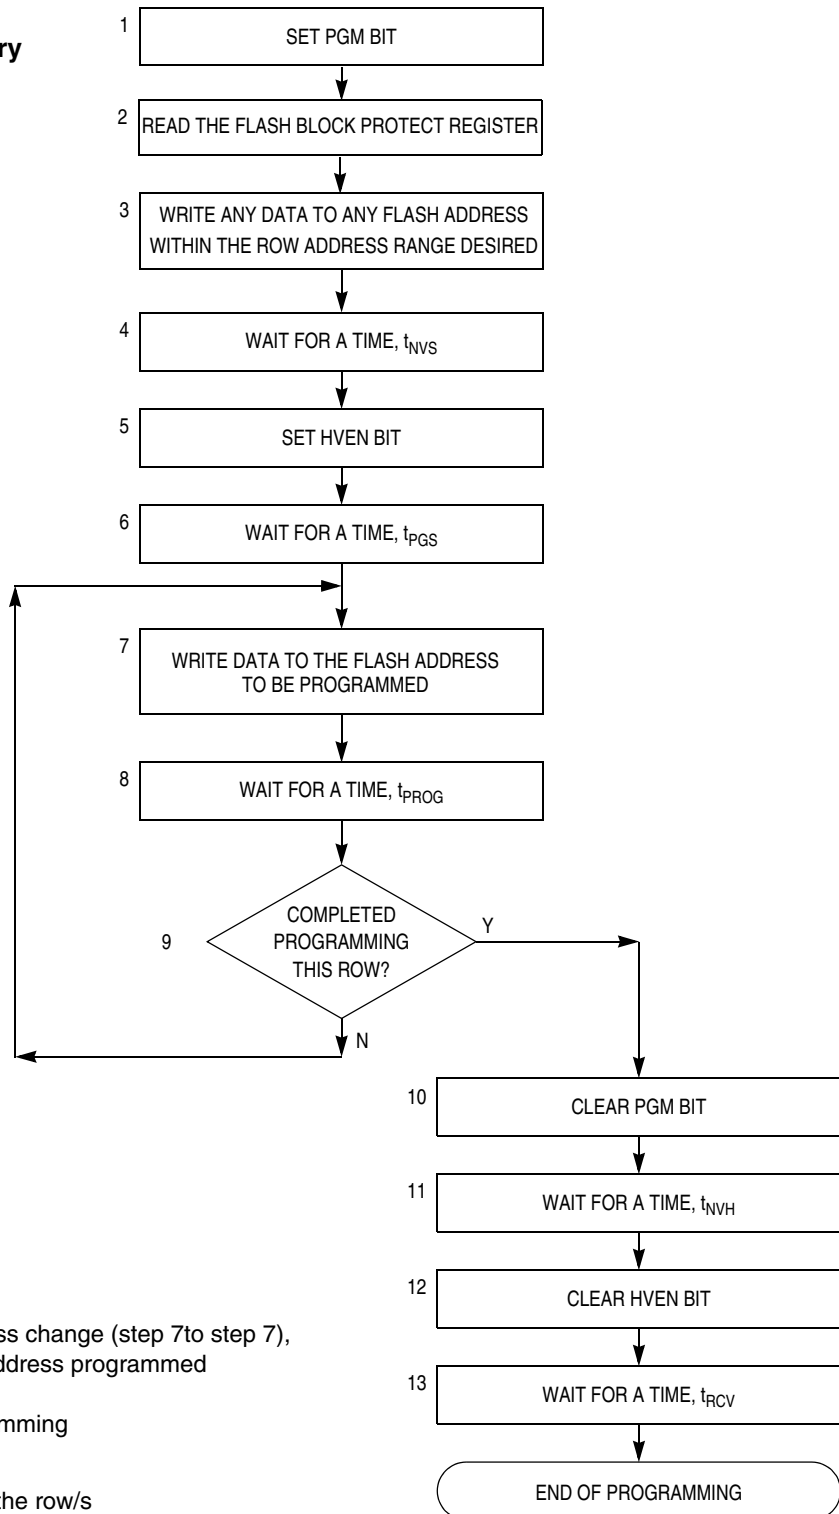 ry
1
SET PGM BIT
2
READ THE FLASH BLOCK PROTECT REGISTER
3
WRITE ANY DATA TO ANY FLASH ADDRESS
WITHIN THE ROW ADDRESS RANGE DESIRED
4
WAIT FOR A TIME, tNVS
5
SET HVEN BIT
6
WAIT FOR A TIME, tPGS
7
WRITE DATA TO THE FLASH ADDRESS
TO BE PROGRAMMED
8
WAIT FOR A TIME, tPROG
9
COMPLETED
PROGRAMMING
THIS ROW?
Y
N
10
CLEAR PGM BIT
11
WAIT FOR A TIME, tNVH
12
CLEAR HVEN BIT
13
WAIT FOR A TIME, tRCV
END OF PROGRAMMING
ss change (step 7to step 7),
ddress programmed
mming
the row/s